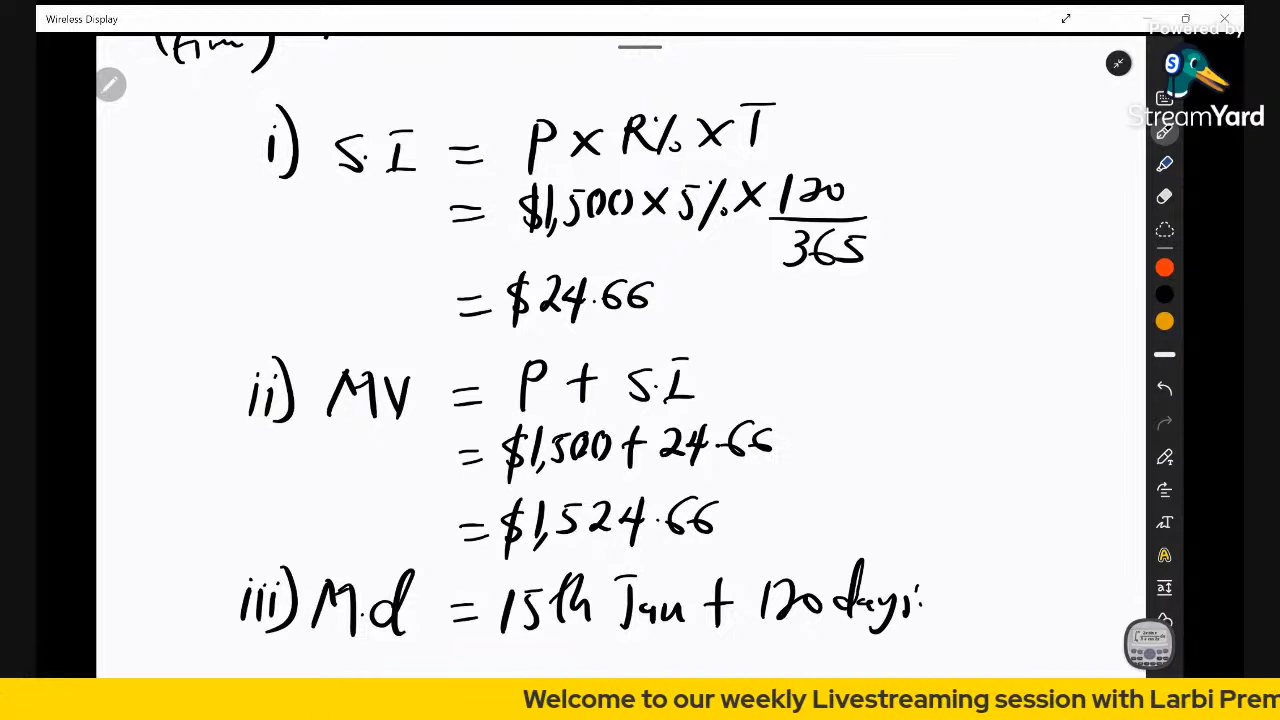 Wireless Display
Powered by
StreamYard
i) S.I = P x R% x T
= $1,500 x 5% x 120
365
= $24.66
ii) MV = P + S.I
= $1,500 + 24.66
= $1,524.66
iii) M.d = 15th Jan + 120 days
Welcome to our weekly Livestreaming session with Larbi Prem